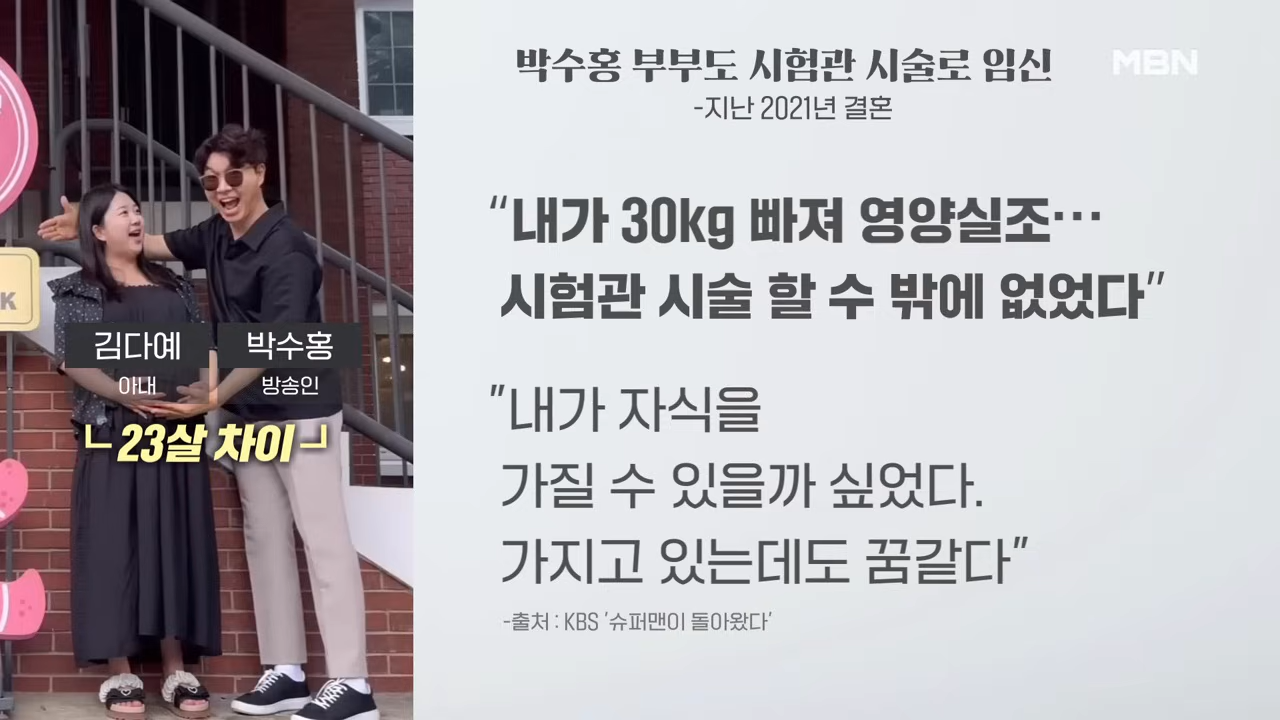 박수홍 부부도 시험관 시술로 임신
MBN
-지난 2021년 결혼
“내가 30kg 빠져 영양실조…
시험관 시술 할 수 밖에 없었다”
"내가 자식을
가질 수 있을까 싶었다.
가지고 있는데도 꿈같다"
-출처 : KBS '슈퍼맨이 돌아왔다'
K
김다예 박수홍
아내 방송인
23살 차이